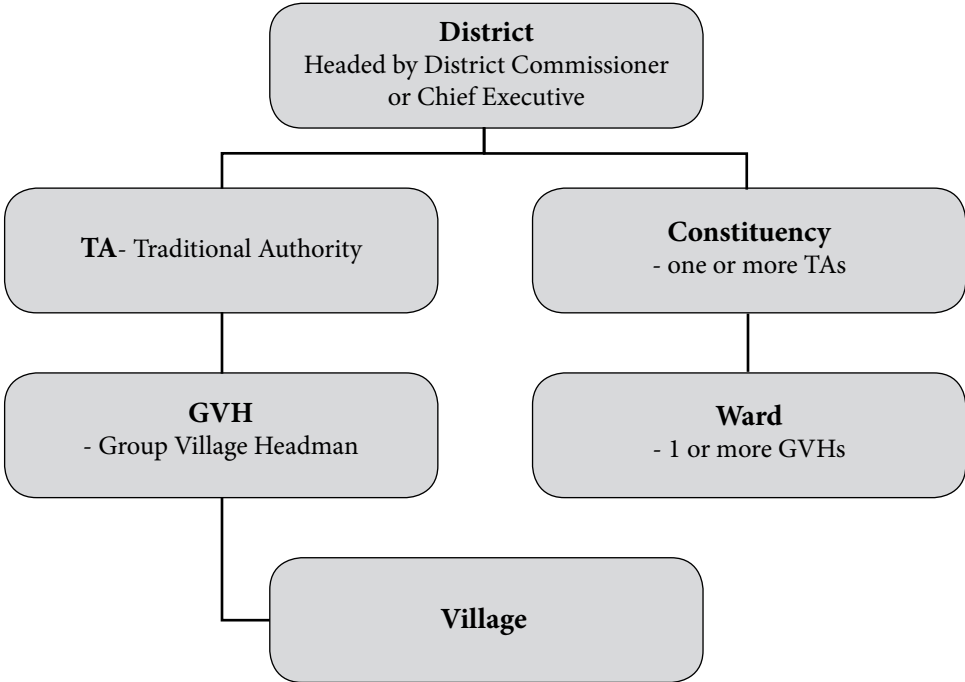 District
Headed by District Commissioner
or Chief Executive
TA- Traditional Authority
Constituency
- one or more TAs
GVH
- Group Village Headman
Ward
- 1 or more GVHs
Village